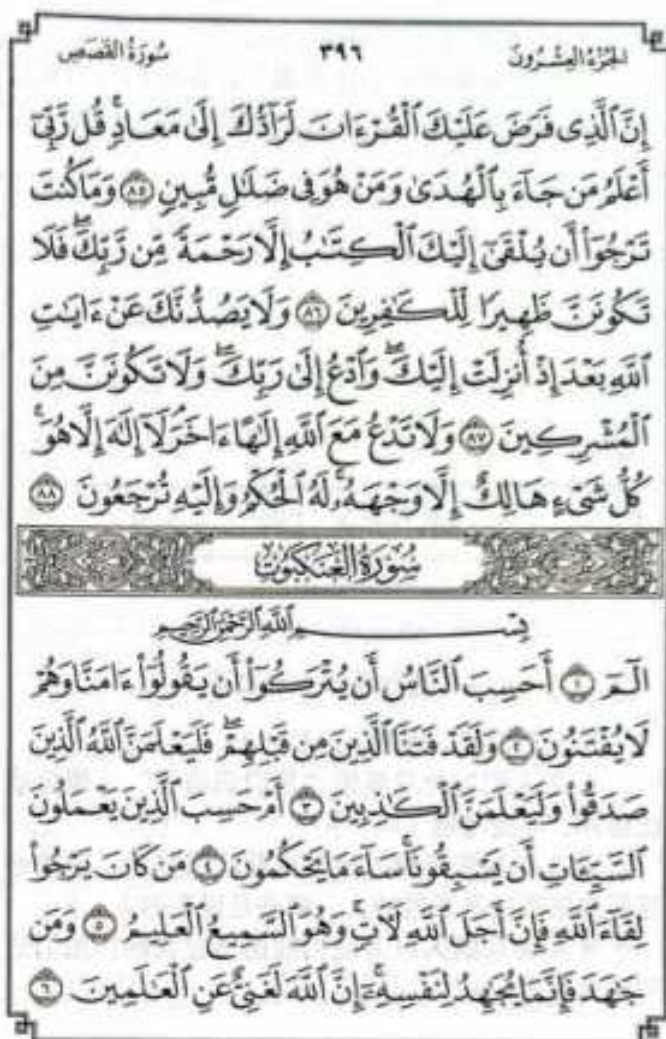 الجزء العشرون ٣٩٦ سورة القصص
إِنَّ ٱلَّذِى فَرَضَ عَلَيْكَ ٱلْقُرْءَانَ لَرَآدُّكَ إِلَىٰ مَعَادٍۚ قُل رَّبِّىٓ
أَعْلَمُ مَن جَآءَ بِٱلْهُدَىٰ وَمَنْ هُوَ فِى ضَلَٰلٍ مُّبِينٍ ٨٥ وَمَا كُنتَ
تَرْجُوٓا۟ أَن يُلْقَىٰٓ إِلَيْكَ ٱلْكِتَٰبُ إِلَّا رَحْمَةً مِّن رَّبِّكَۖ فَلَا
تَكُونَنَّ ظَهِيرًا لِّلْكَٰفِرِينَ ٨٦ وَلَا يَصُدُّنَّكَ عَنْ ءَايَٰتِ
ٱللَّهِ بَعْدَ إِذْ أُنزِلَتْ إِلَيْكَۖ وَٱدْعُ إِلَىٰ رَبِّكَۖ وَلَا تَكُونَنَّ مِنَ
ٱلْمُشْرِكِينَ ٨٧ وَلَا تَدْعُ مَعَ ٱللَّهِ إِلَٰهًا ءَاخَرَۘ لَآ إِلَٰهَ إِلَّا هُوَۚ
كُلُّ شَىْءٍ هَالِكٌ إِلَّا وَجْهَهُۥۚ لَهُ ٱلْحُكْمُ وَإِلَيْهِ تُرْجَعُونَ ٨٨
سورة العنكبوت
بِسْمِ ٱللَّهِ ٱلرَّحْمَٰنِ ٱلرَّحِيمِ
الٓمٓ ١ أَحَسِبَ ٱلنَّاسُ أَن يُتْرَكُوٓا۟ أَن يَقُولُوٓا۟ ءَامَنَّا وَهُمْ
لَا يُفْتَنُونَ ٢ وَلَقَدْ فَتَنَّا ٱلَّذِينَ مِن قَبْلِهِمْۖ فَلَيَعْلَمَنَّ ٱللَّهُ ٱلَّذِينَ
صَدَقُوا۟ وَلَيَعْلَمَنَّ ٱلْكَٰذِبِينَ ٣ أَمْ حَسِبَ ٱلَّذِينَ يَعْمَلُونَ
ٱلسَّيِّـَٔاتِ أَن يَسْبِقُونَاۚ سَآءَ مَا يَحْكُمُونَ ٤ مَن كَانَ يَرْجُوا۟
لِقَآءَ ٱللَّهِ فَإِنَّ أَجَلَ ٱللَّهِ لَـَٔاتٍۚ وَهُوَ ٱلسَّمِيعُ ٱلْعَلِيمُ ٥ وَمَن
جَٰهَدَ فَإِنَّمَا يُجَٰهِدُ لِنَفْسِهِۦٓۚ إِنَّ ٱللَّهَ لَغَنِىٌّ عَنِ ٱلْعَٰلَمِينَ ٦